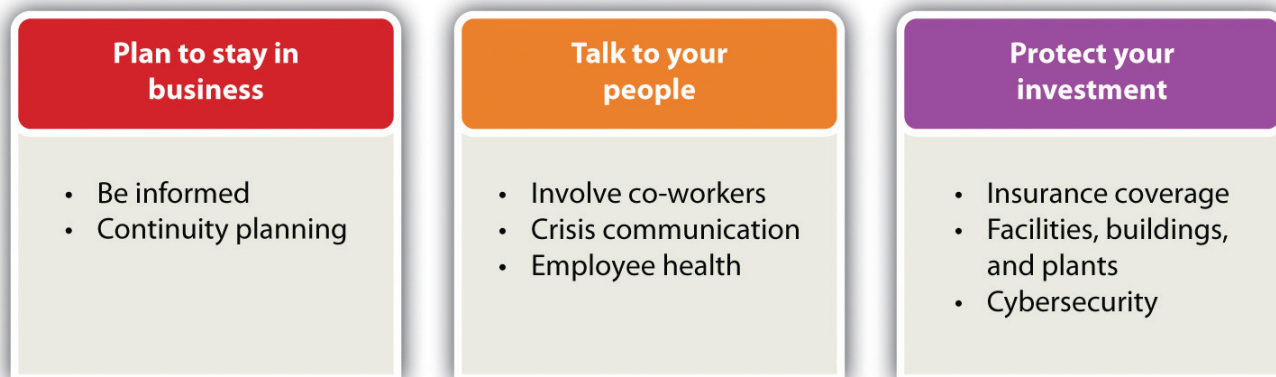 Plan to stay in
business
• Be informed
• Continuity planning
Talk to your
people
• Involve co-workers
• Crisis communication
• Employee health
Protect your
investment
• Insurance coverage
• Facilities, buildings,
and plants
• Cybersecurity